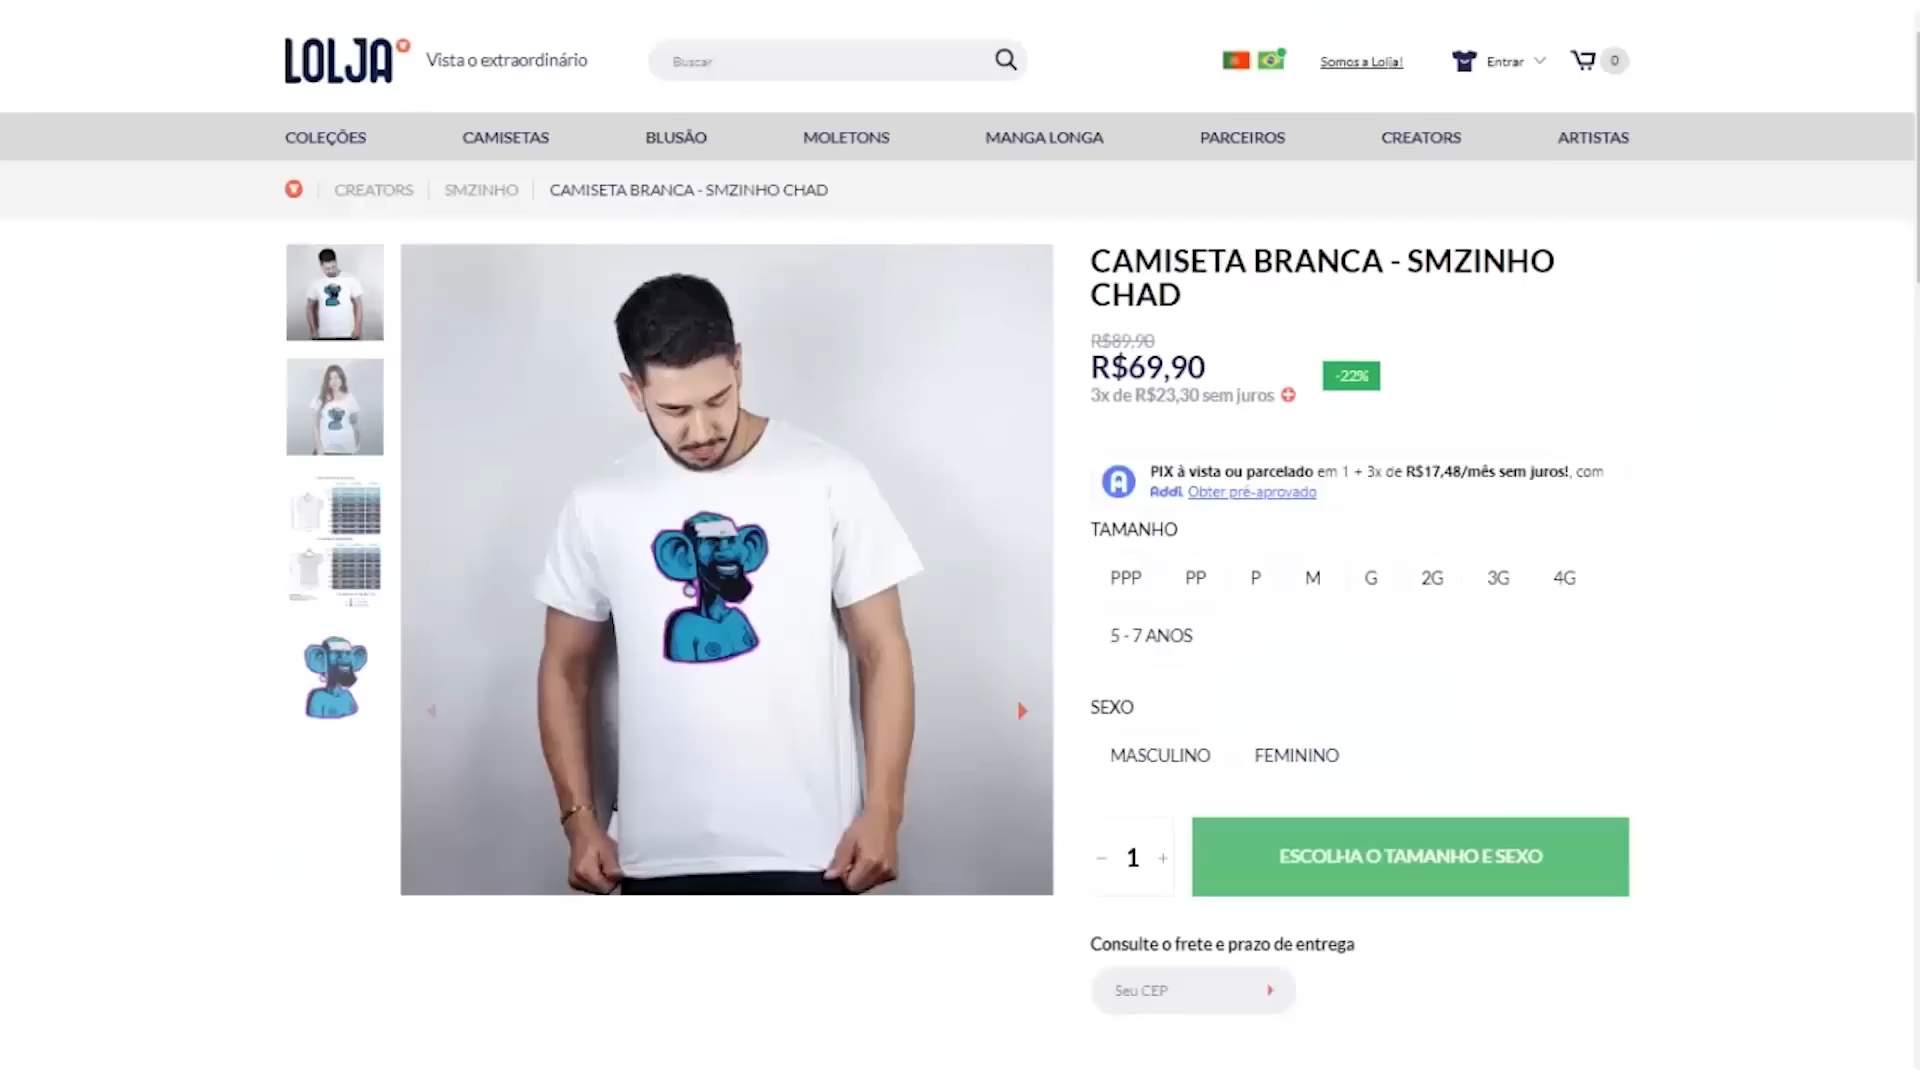 LOLJA
Vista o extraordinário
Buscar
Somos a Lolja!
Entrar
0
COLEÇÕES
CAMISETAS
BLUSÃO
MOLETONS
MANGA LONGA
PARCEIROS
CREATORS
ARTISTAS
CREATORS
SMZINHO
CAMISETA BRANCA - SMZINHO CHAD
CAMISETA BRANCA - SMZINHO
CHAD
R$89,90
R$69,90
-22%
3x de R$23,30 sem juros
PIX à vista ou parcelado em 1 + 3x de R$17,48/mês sem juros!, com
Addi. Obter pré-aprovado
TAMANHO
PPP
PP
P
M
G
2G
3G
4G
5 - 7 ANOS
SEXO
MASCULINO
FEMININO
- 1 +
ESCOLHA O TAMANHO E SEXO
Consulte o frete e prazo de entrega
Seu CEP